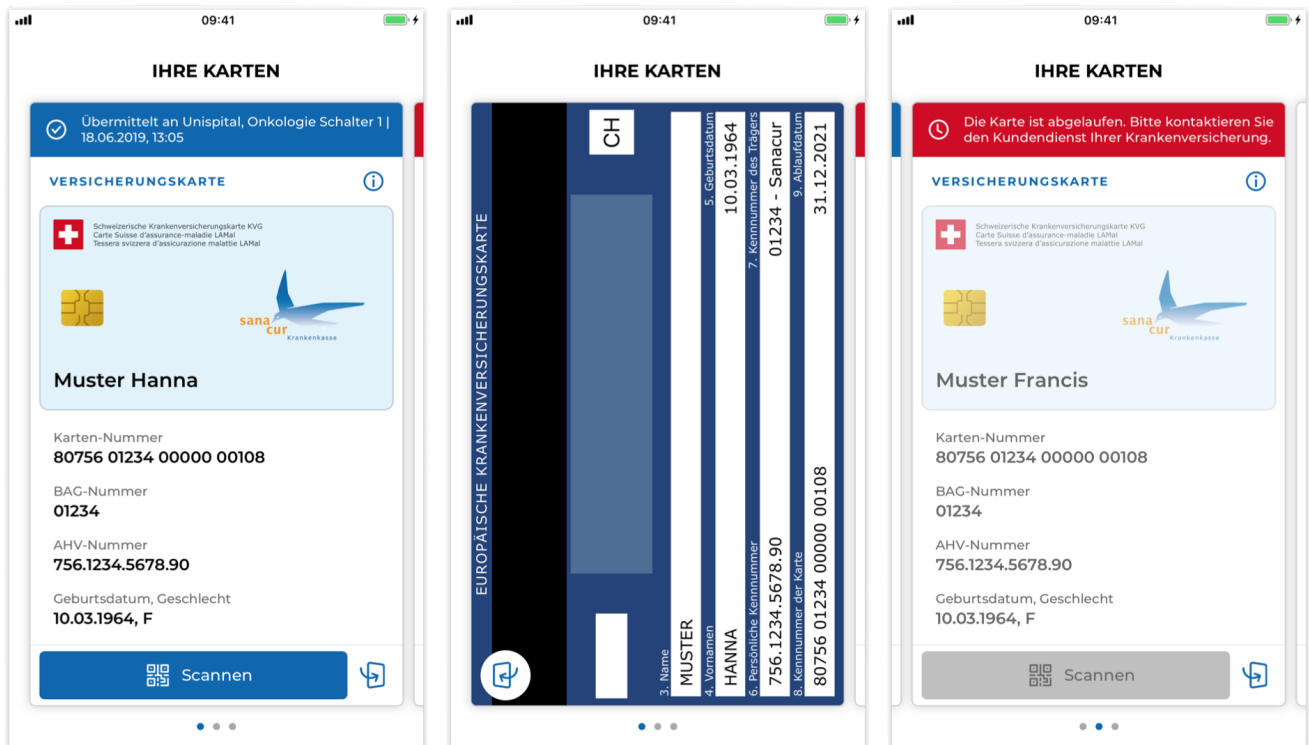 09:41
IHRE KARTEN
Übermittelt an Unispital, Onkologie Schalter 1 |
18.06.2019, 13:05
VERSICHERUNGSKARTE
Schweizerische Krankenversicherungskarte KVG
Carte Suisse d'assurance-maladie LAMal
Tessera svizzera d'assicurazione malattie LAMal
sana
cur
Krankenkasse
Muster Hanna
Karten-Nummer
80756 01234 00000 00108
BAG-Nummer
01234
AHV-Nummer
756.1234.5678.90
Geburtsdatum, Geschlecht
10.03.1964, F
Scannen
09:41
IHRE KARTEN
EUROPÄISCHE KRANKENVERSICHERUNGSKARTE
CH
3. Name
MUSTER
4. Vornamen
5. Geburtsdatum
HANNA
10.03.1964
6. Persönliche Kennnummer
7. Kennnummer des Trägers
756.1234.5678.90
01234 - Sanacur
8. Kennnummer der Karte
9. Ablaufdatum
80756 01234 00000 00108
31.12.2021
09:41
IHRE KARTEN
Die Karte ist abgelaufen. Bitte kontaktieren Sie
den Kundendienst Ihrer Krankenversicherung.
VERSICHERUNGSKARTE
Schweizerische Krankenversicherungskarte KVG
Carte Suisse d'assurance-maladie LAMal
Tessera svizzera d'assicurazione malattie LAMal
sana
cur
Krankenkasse
Muster Francis
Karten-Nummer
80756 01234 00000 00108
BAG-Nummer
01234
AHV-Nummer
756.1234.5678.90
Geburtsdatum, Geschlecht
10.03.1964, F
Scannen